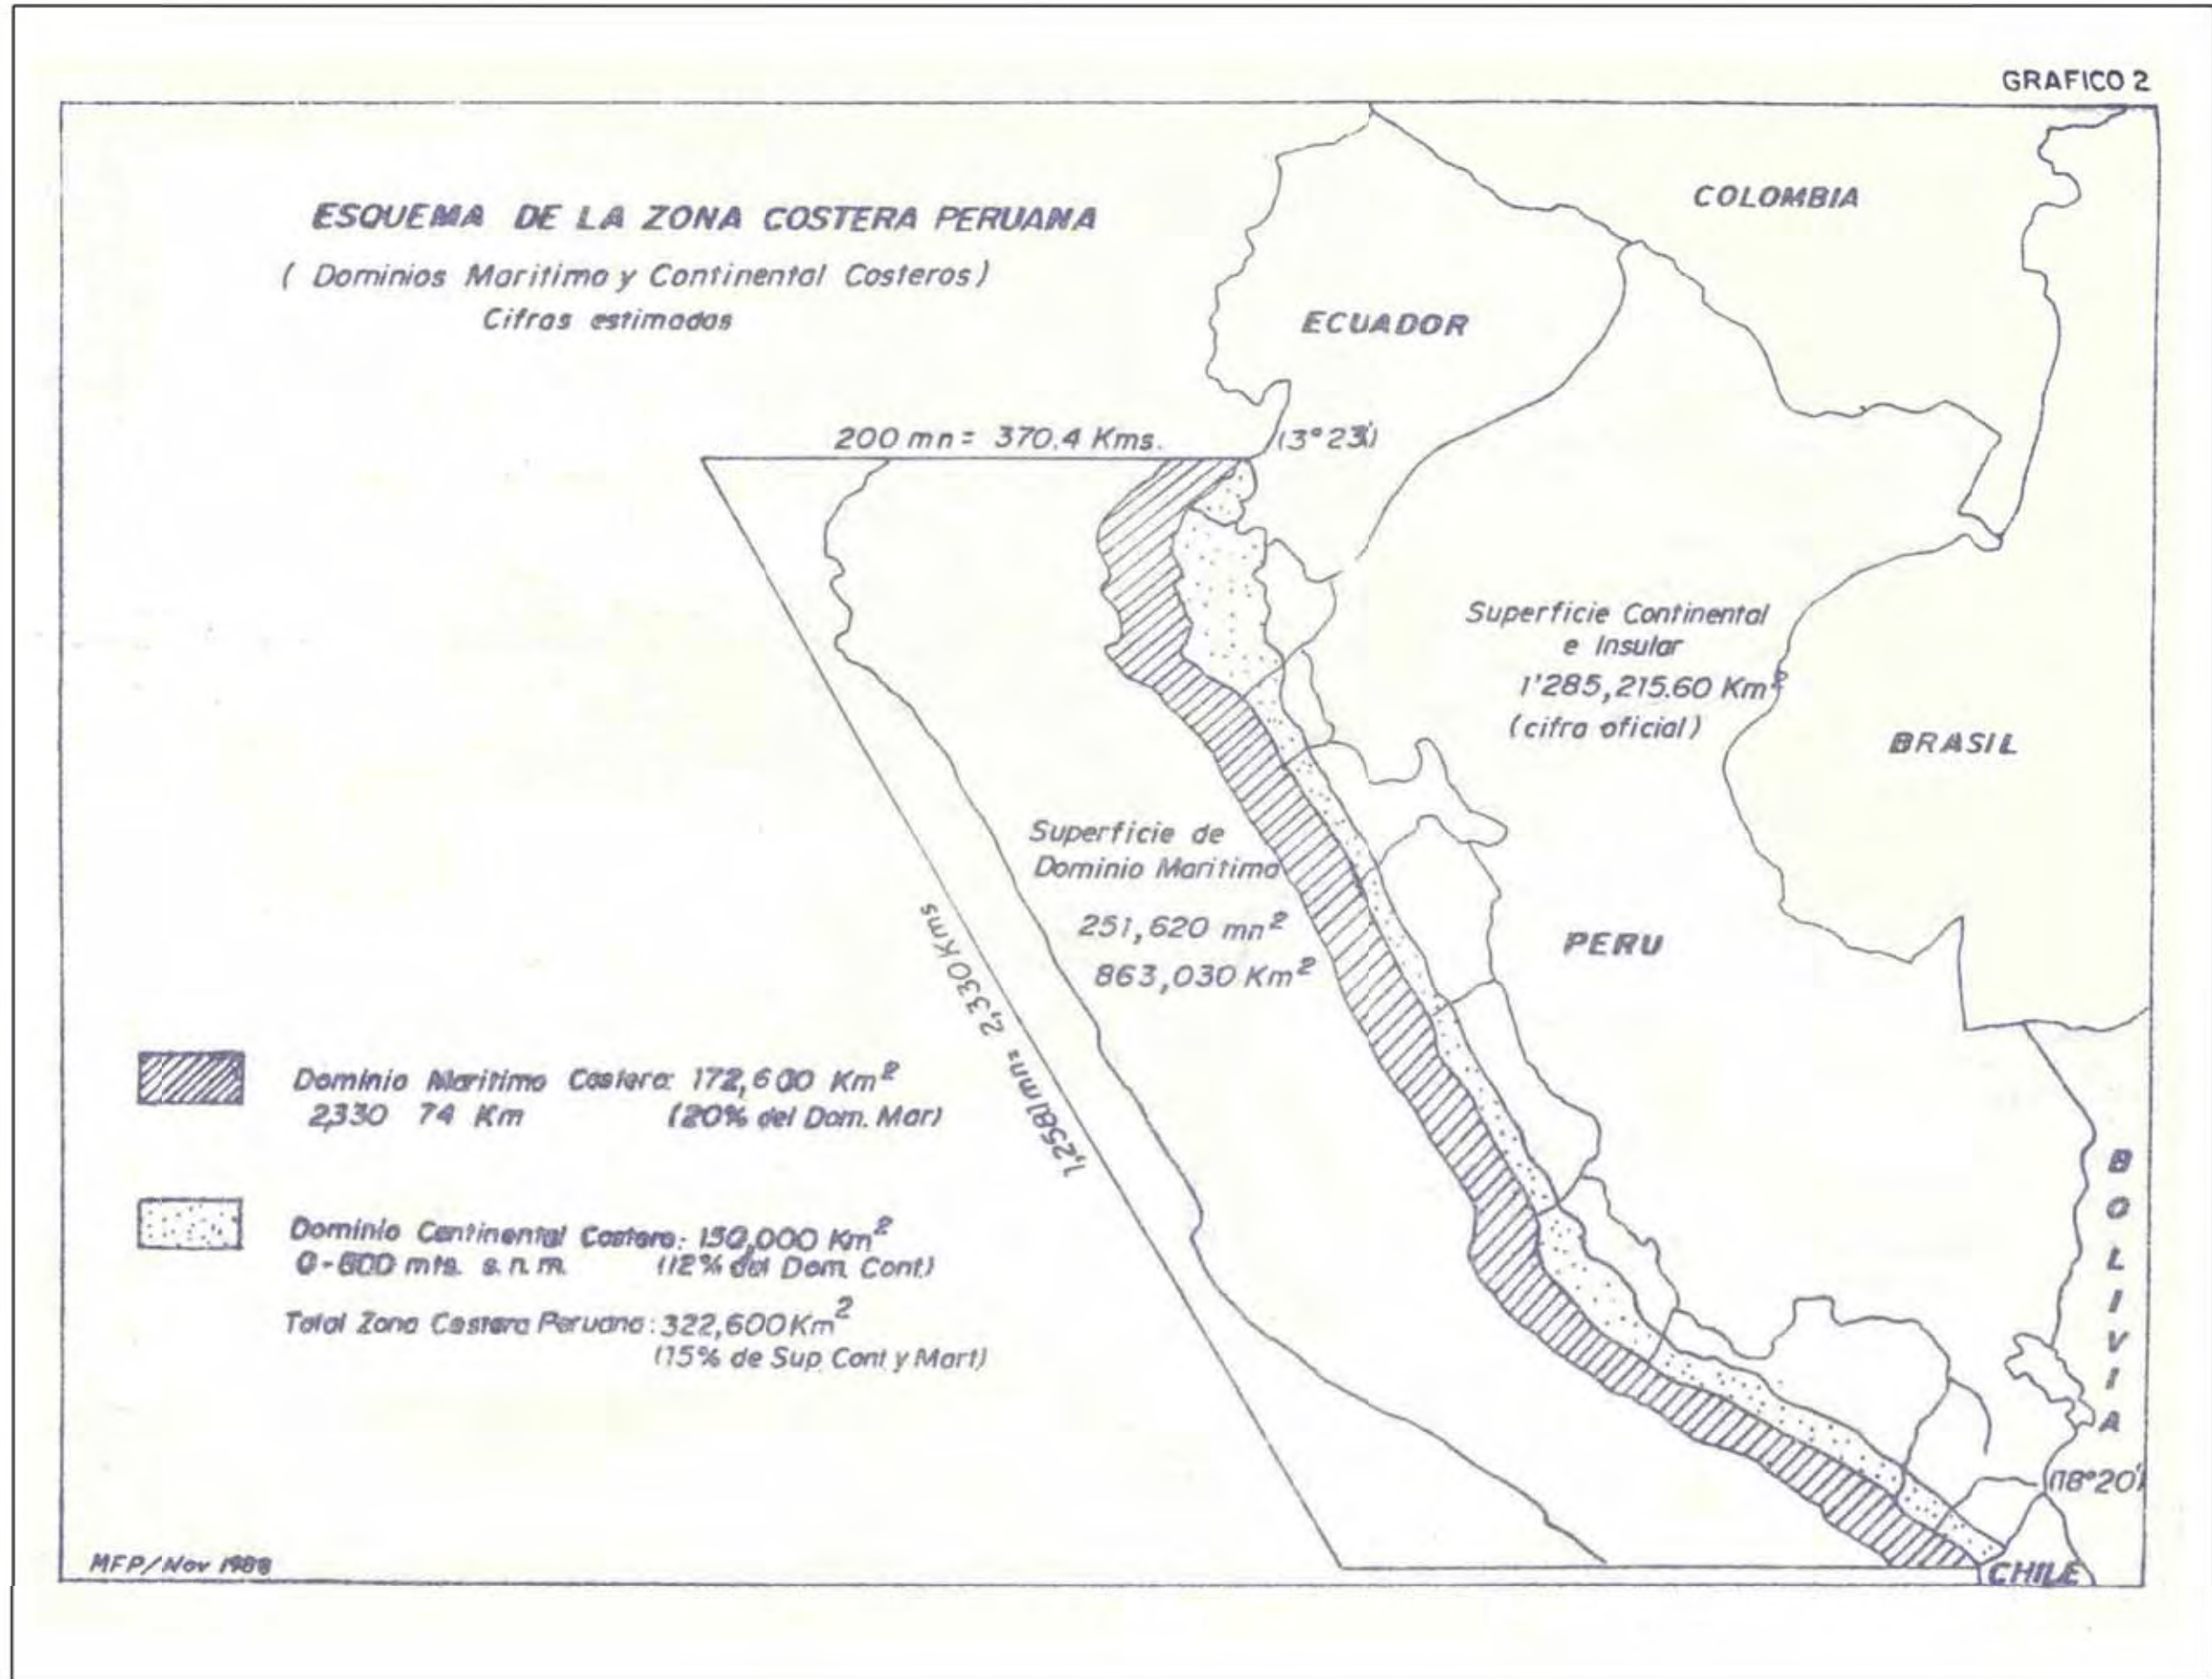 GRAFICO 2
ESQUEMA DE LA ZONA COSTERA PERUANA
( Dominios Maritimo y Continental Costeros)
Cifras estimadas
COLOMBIA
ECUADOR
200 mn = 370.4 Kms.
(3°23')
Superficie Continental
e Insular
1'285,215.60 Km²
(cifra oficial)
BRASIL
Superficie de
Dominio Maritimo
251,620 mn²
863,030 Km²
PERU
1,258.1mn= 2,330Kms
Dominio Maritimo Costero: 172,600 Km²
2,330 74 Km (20% del Dom. Mar)
Dominio Continental Costero: 150,000 Km²
0-600 mts. s.n.m. (12% del Dom. Cont)
Total Zona Costera Peruana: 322,600 Km²
(15% de Sup. Cont y Mart)
BOLIVIA
(18°20')
MFP/Nov 1988
CHILE